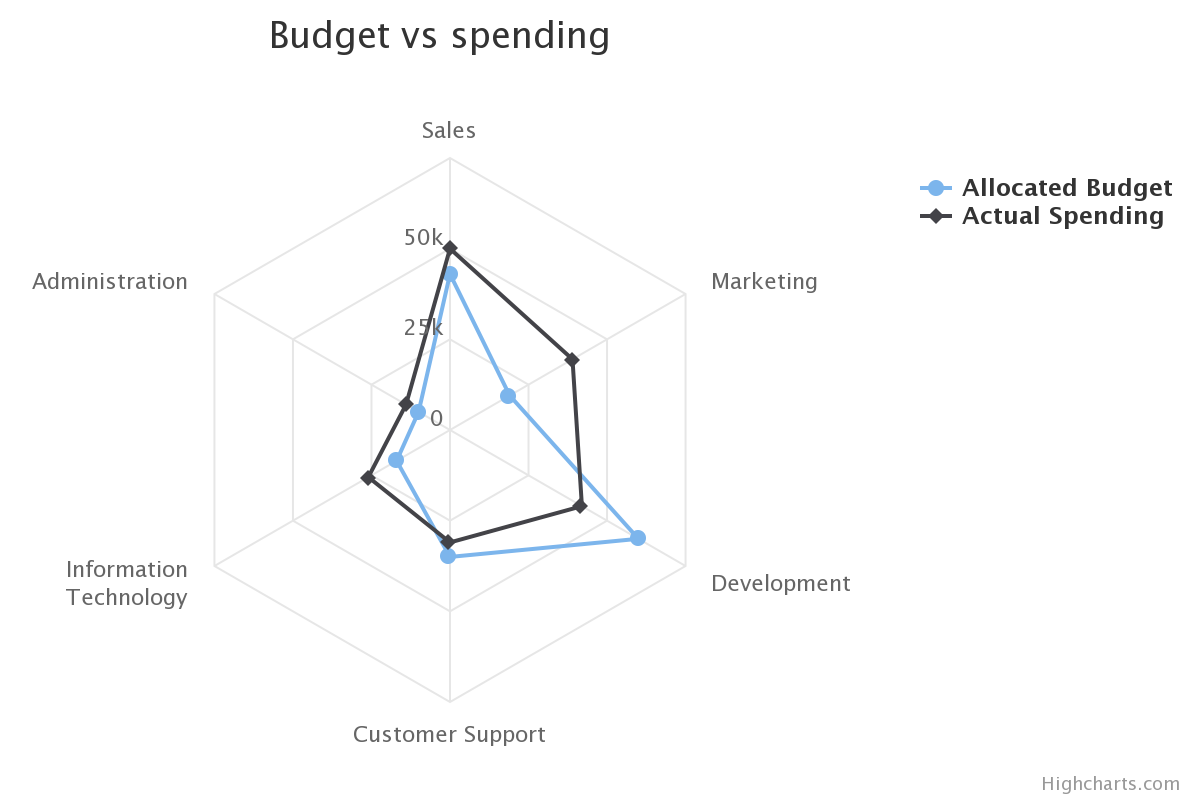 Budget vs spending
Sales
Allocated Budget
Actual Spending
50k
Administration
Marketing
25k
0
Information
Technology
Development
Customer Support
Highcharts.com